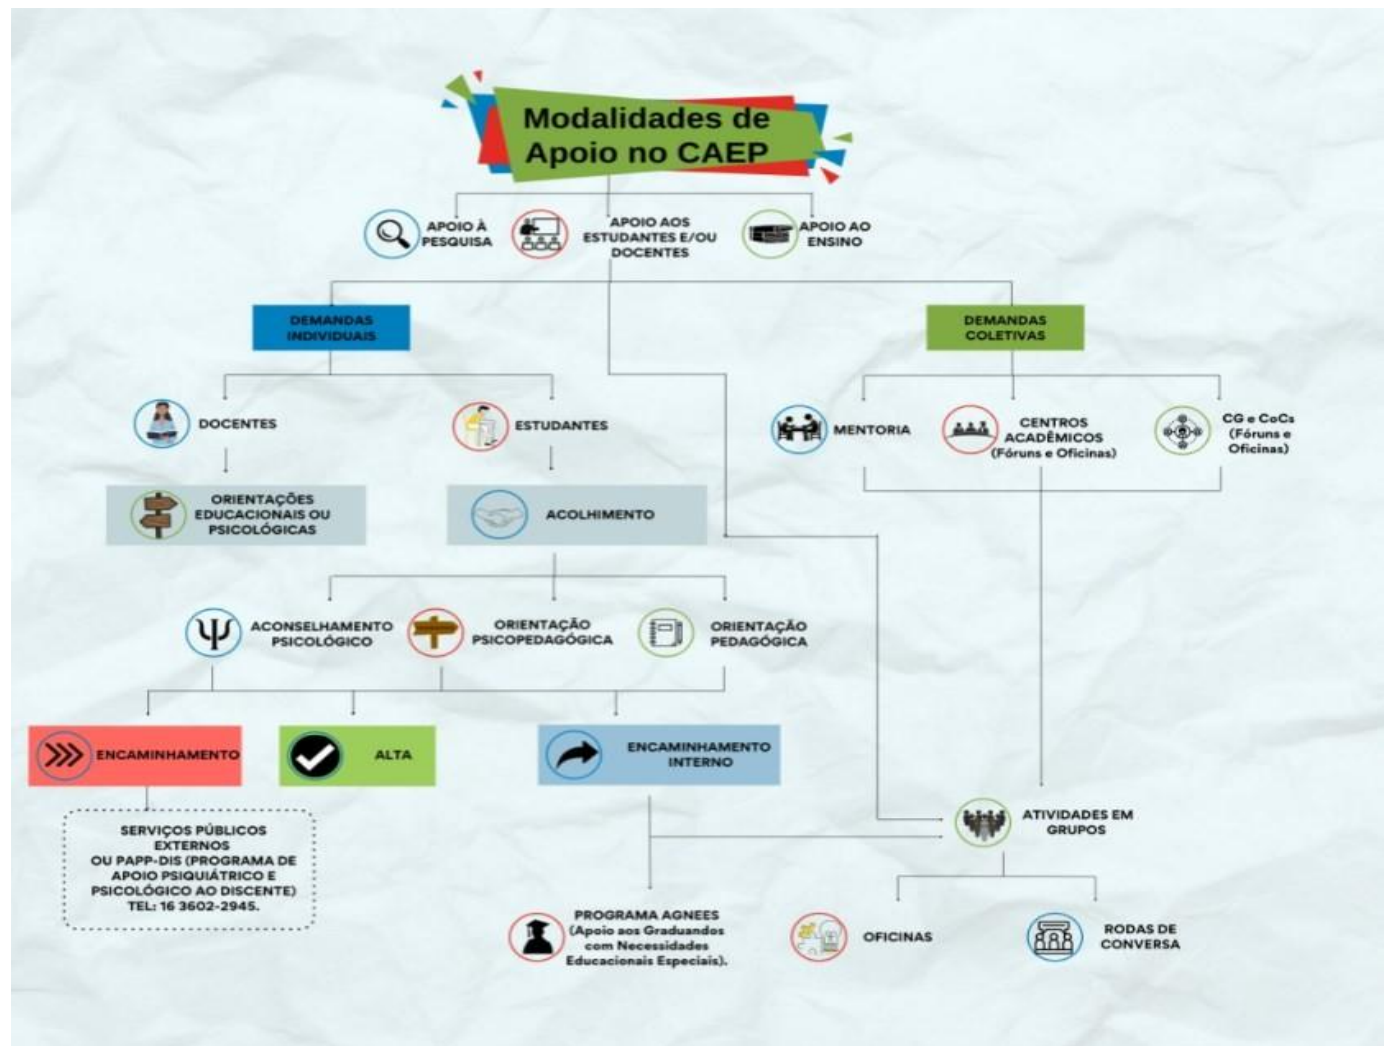 Modalidades de
Apoio no CAEP
APOIO À
PESQUISA
APOIO AOS
ESTUDANTES E/OU
DOCENTES
APOIO AO
ENSINO
DEMANDAS
INDIVIDUAIS
DEMANDAS
COLETIVAS
DOCENTES
ESTUDANTES
MENTORIA
CENTROS
ACADÊMICOS
(Fóruns e Oficinas)
CG e CoCs
(Fóruns e
Oficinas)
ORIENTAÇÕES
EDUCACIONAIS OU
PSICOLÓGICAS
ACOLHIMENTO
ACONSELHAMENTO
PSICOLÓGICO
ORIENTAÇÃO
PSICOPEDAGÓGICA
ORIENTAÇÃO
PEDAGÓGICA
ENCAMINHAMENTO
ALTA
ENCAMINHAMENTO
INTERNO
SERVIÇOS PÚBLICOS
EXTERNOS
OU PAPP-DIS (PROGRAMA DE
APOIO PSIQUIÁTRICO E
PSICOLÓGICO AO DISCENTE)
TEL: 16 3602-2945.
ATIVIDADES EM
GRUPOS
PROGRAMA AGNEES
(Apoio aos Graduandos
com Necessidades
Educacionais Especiais).
OFICINAS
RODAS DE
CONVERSA